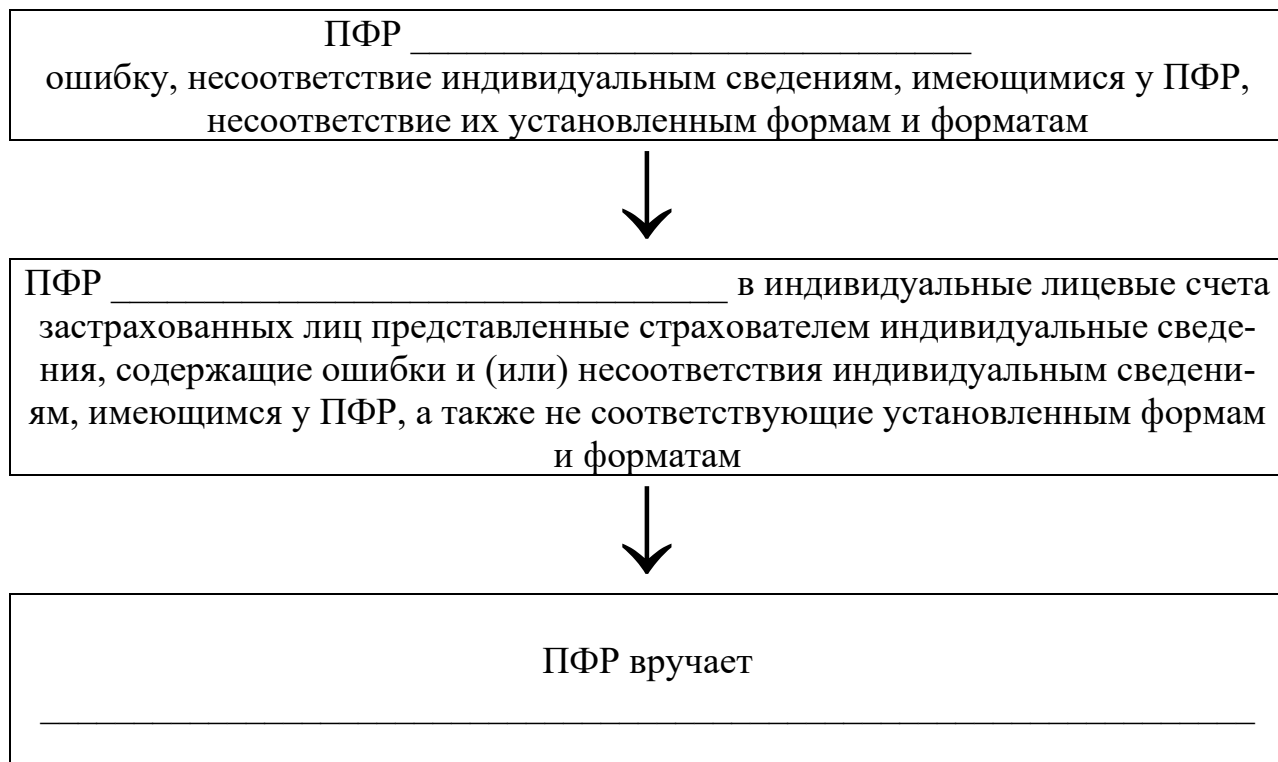 ПФР ______________________________
ошибку, несоответствие индивидуальным сведениям, имеющимися у ПФР,
несоответствие их установленным формам и форматам
ПФР _________________________________ в индивидуальные лицевые счета
застрахованных лиц представленные страхователем индивидуальные сведе-
ния, содержащие ошибки и (или) несоответствия индивидуальным сведени-
ям, имеющимся у ПФР, а также не соответствующие установленным формам
и форматам
ПФР вручает
_________________________________________________________________